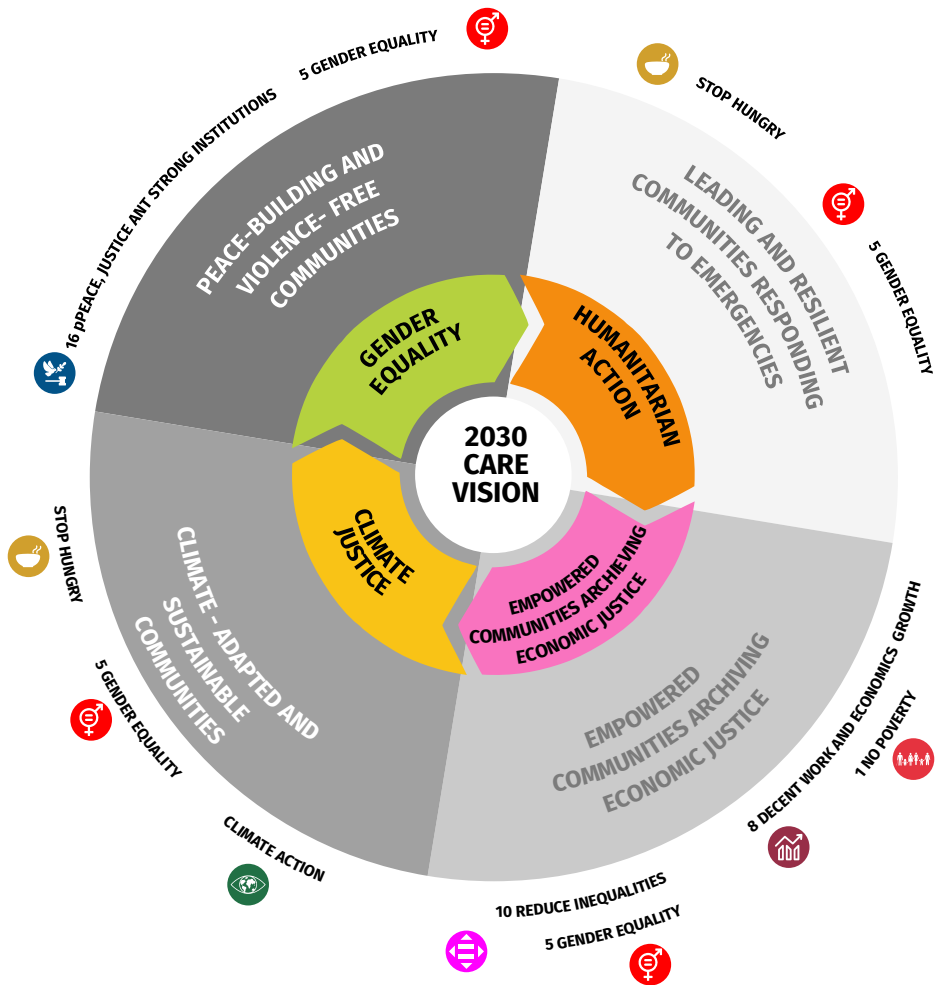 5 GENDER EQUALITY
16 pPEACE, JUSTICE ANT STRONG INSTITUTIONS
PEACE-BUILDING AND
VIOLENCE- FREE
COMMUNITIES
GENDER
EQUALITY
STOP HUNGRY
5 GENDER EQUALITY
LEADING AND RESILIENT
COMMUNITIES RESPONDING
TO EMERGENCIES
HUMANITARIAN
ACTION
2030
CARE
VISION
CLIMATE
JUSTICE
EMPOWERED
COMMUNITIES ARCHIEVING
ECONOMIC JUSTICE
STOP HUNGRY
5 GENDER EQUALITY
CLIMATE ACTION
CLIMATE - ADAPTED AND
SUSTAINABLE
COMMUNITIES
EMPOWERED
COMMUNITIES ARCHIVING
ECONOMIC JUSTICE
8 DECENT WORK AND ECONOMICS GROWTH
1 NO POVERTY
10 REDUCE INEQUALITIES
5 GENDER EQUALITY